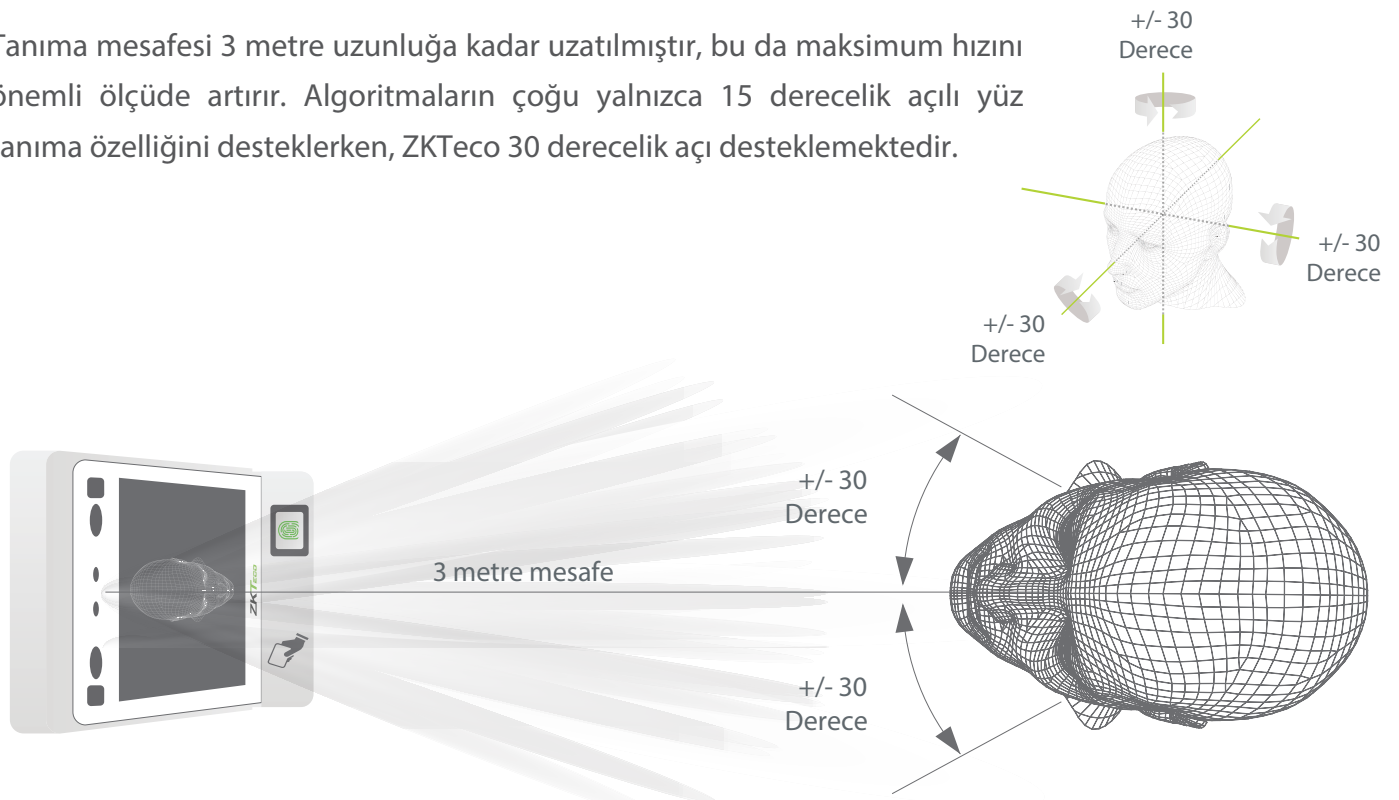 Tanıma mesafesi 3 metre uzunluğa kadar uzatılmıştır, bu da maksimum hızını
önemli ölçüde artırır. Algoritmaların çoğu yalnızca 15 derecelik açılı yüz
tanıma özelliğini desteklerken, ZKTeco 30 derecelik açı desteklemektedir.
+/- 30
Derece
+/- 30
Derece
+/- 30
Derece
+/- 30
Derece
3 metre mesafe
ZKTECO
+/- 30
Derece